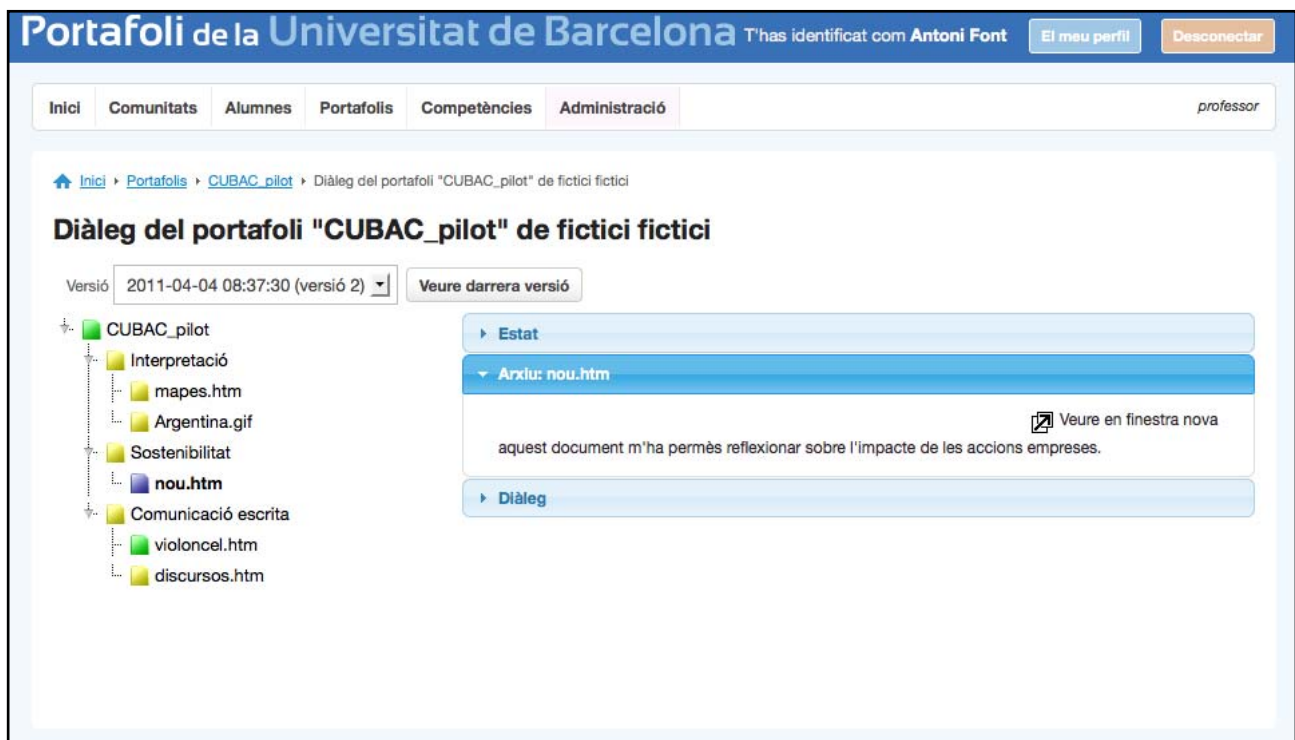 Portafoli de la Universitat de Barcelona T'has identificat com Antoni Font El meu perfil Desconectar
Inici Comunitats Alumnes Portafolis Competències Administració professor
Inici Portafolis CUBAC_pilot Diàleg del portafoli "CUBAC_pilot" de fictici fictici
Diàleg del portafoli "CUBAC_pilot" de fictici fictici
Versió 2011-04-04 08:37:30 (versió 2) Veure darrera versió
CUBAC_pilot
Interpretació
mapes.htm
Argentina.gif
Sostenibilitat
nou.htm
Comunicació escrita
violoncel.htm
discursos.htm
Estat
Arxiu: nou.htm
Veure en finestra nova
aquest document m'ha permès reflexionar sobre l'impacte de les accions empreses.
Diàleg